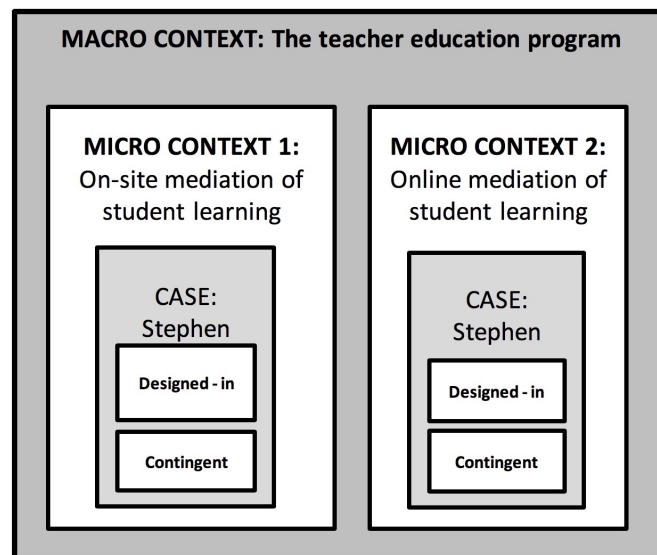 MACRO CONTEXT: The teacher education program
MICRO CONTEXT 1:
On-site mediation of
student learning
CASE:
Stephen
Designed - in
Contingent
MICRO CONTEXT 2:
Online mediation of
student learning
CASE:
Stephen
Designed - in
Contingent